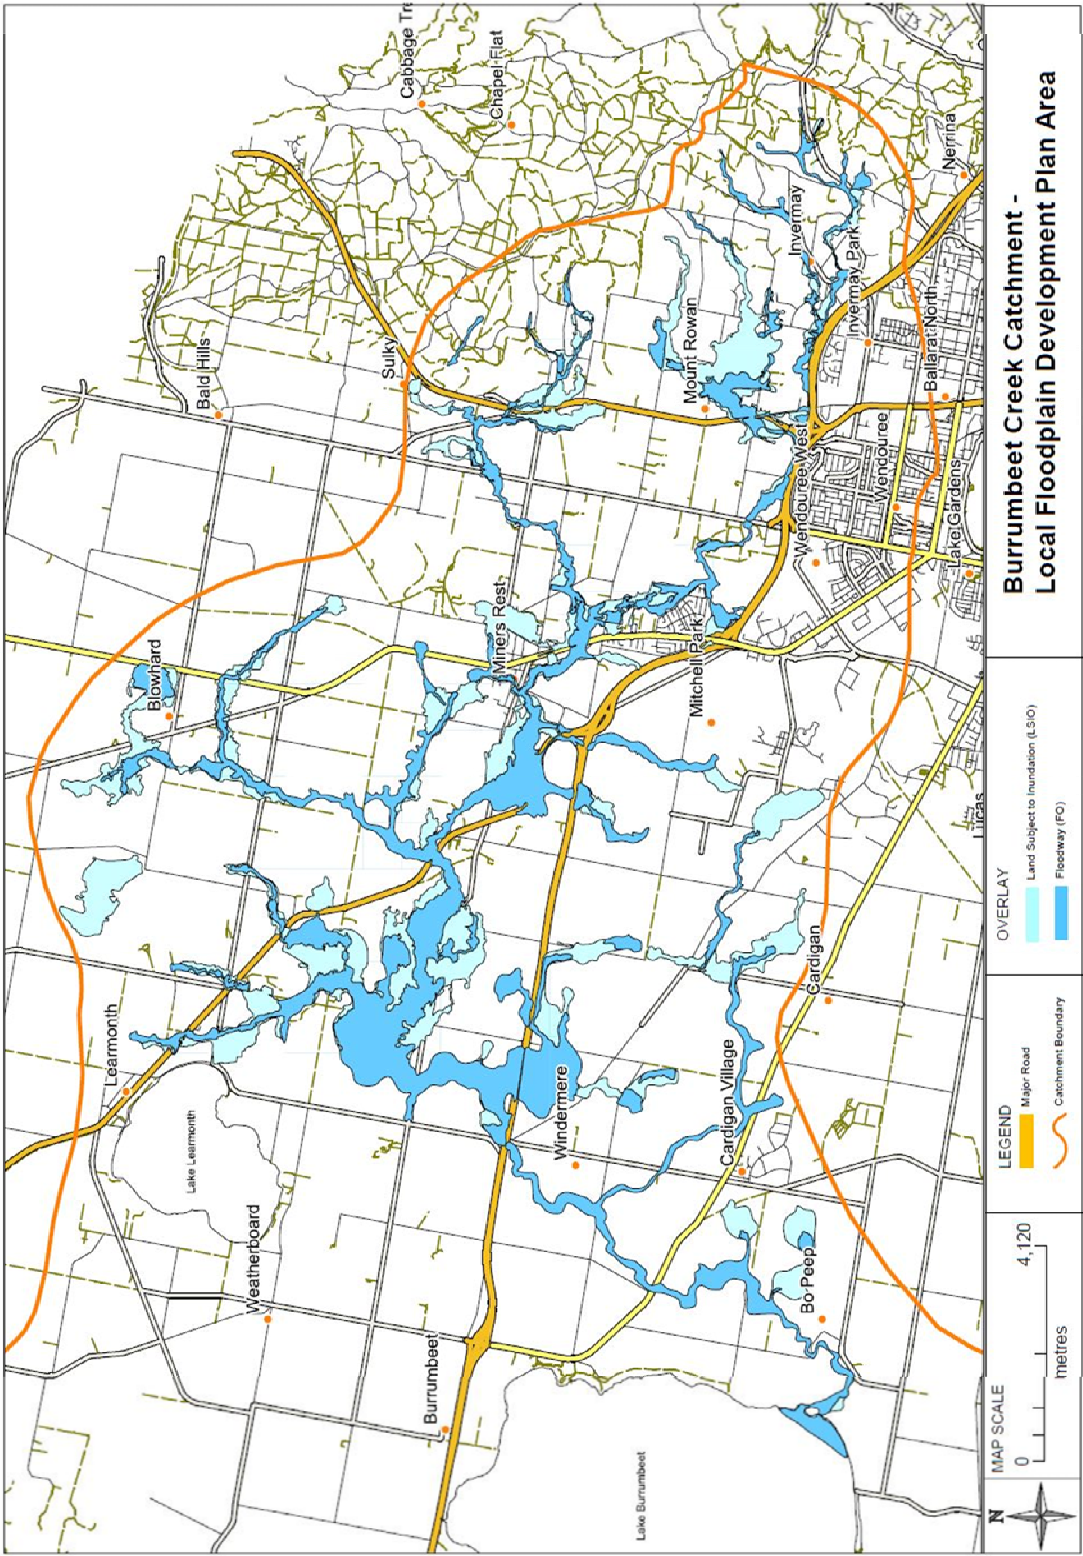 Burrumbeet Creek Catchment -
Local Floodplain Development Plan Area
OVERLAY
Land Subject to Inundation (LSIO)
Floodway (FO)
LEGEND
Major Road
Catchment Boundary
MAP SCALE
0
4,120
metres
N
Learmonth
Lake Learmonth
Weatherboard
Burrumbeet
Lake Burrumbeet
Blowhard
Bald Hills
Sulky
Cabbage Tre
Chapel Flat
Miners Rest
Mount Rowan
Invermay
Invermay Park
Nerrina
Ballarat North
Wendouree
Wendouree West
Lake Gardens
Mitchell Park
Lucas
Cardigan
Cardigan Village
Windermere
Bo Peep